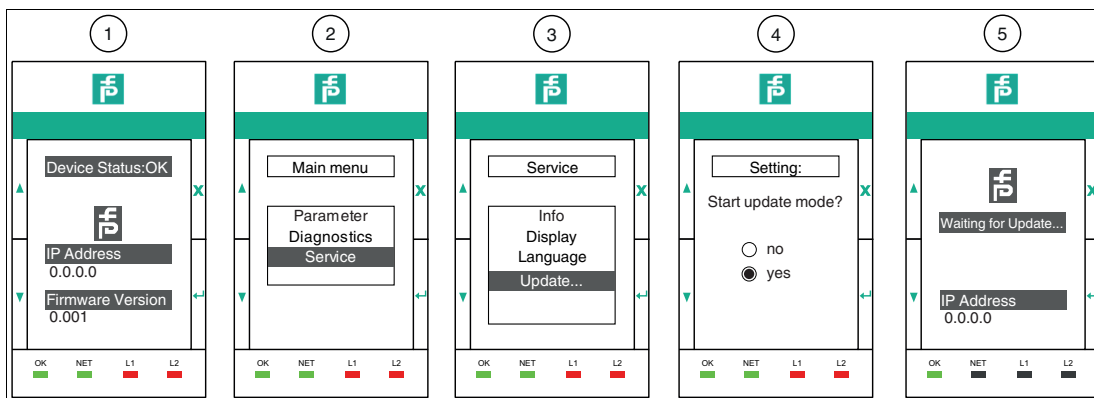 1
Device Status:OK
X
IP Address
0.0.0.0
Firmware Version
0.001
OK NET L1 L2
2
Main menu
X
Parameter
Diagnostics
Service
OK NET L1 L2
3
Service
X
Info
Display
Language
Update...
OK NET L1 L2
4
Setting:
X
Start update mode?
no
yes
OK NET L1 L2
5
X
Waiting for Update...
IP Address
0.0.0.0
OK NET L1 L2